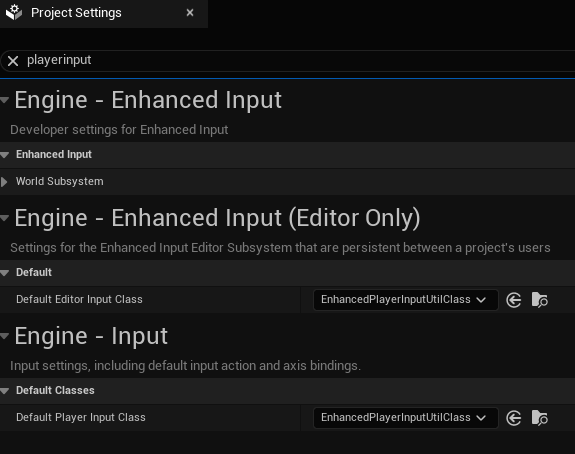 Project Settings
playerinput
Engine - Enhanced Input
Developer settings for Enhanced Input
Enhanced Input
World Subsystem
Engine - Enhanced Input (Editor Only)
Settings for the Enhanced Input Editor Subsystem that are persistent between a project's users
Default
Default Editor Input Class EnhancedPlayerInputUtilClass
Engine - Input
Input settings, including default input action and axis bindings.
Default Classes
Default Player Input Class EnhancedPlayerInputUtilClass